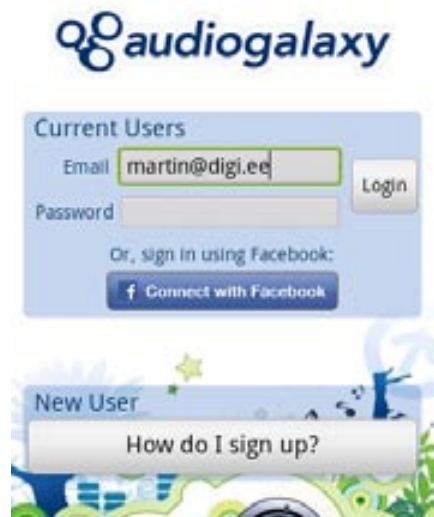 audiogalaxy
Current Users
Email martin@digi.ee
Login
Password
Or, sign in using Facebook:
f Connect with Facebook
New User
How do I sign up?